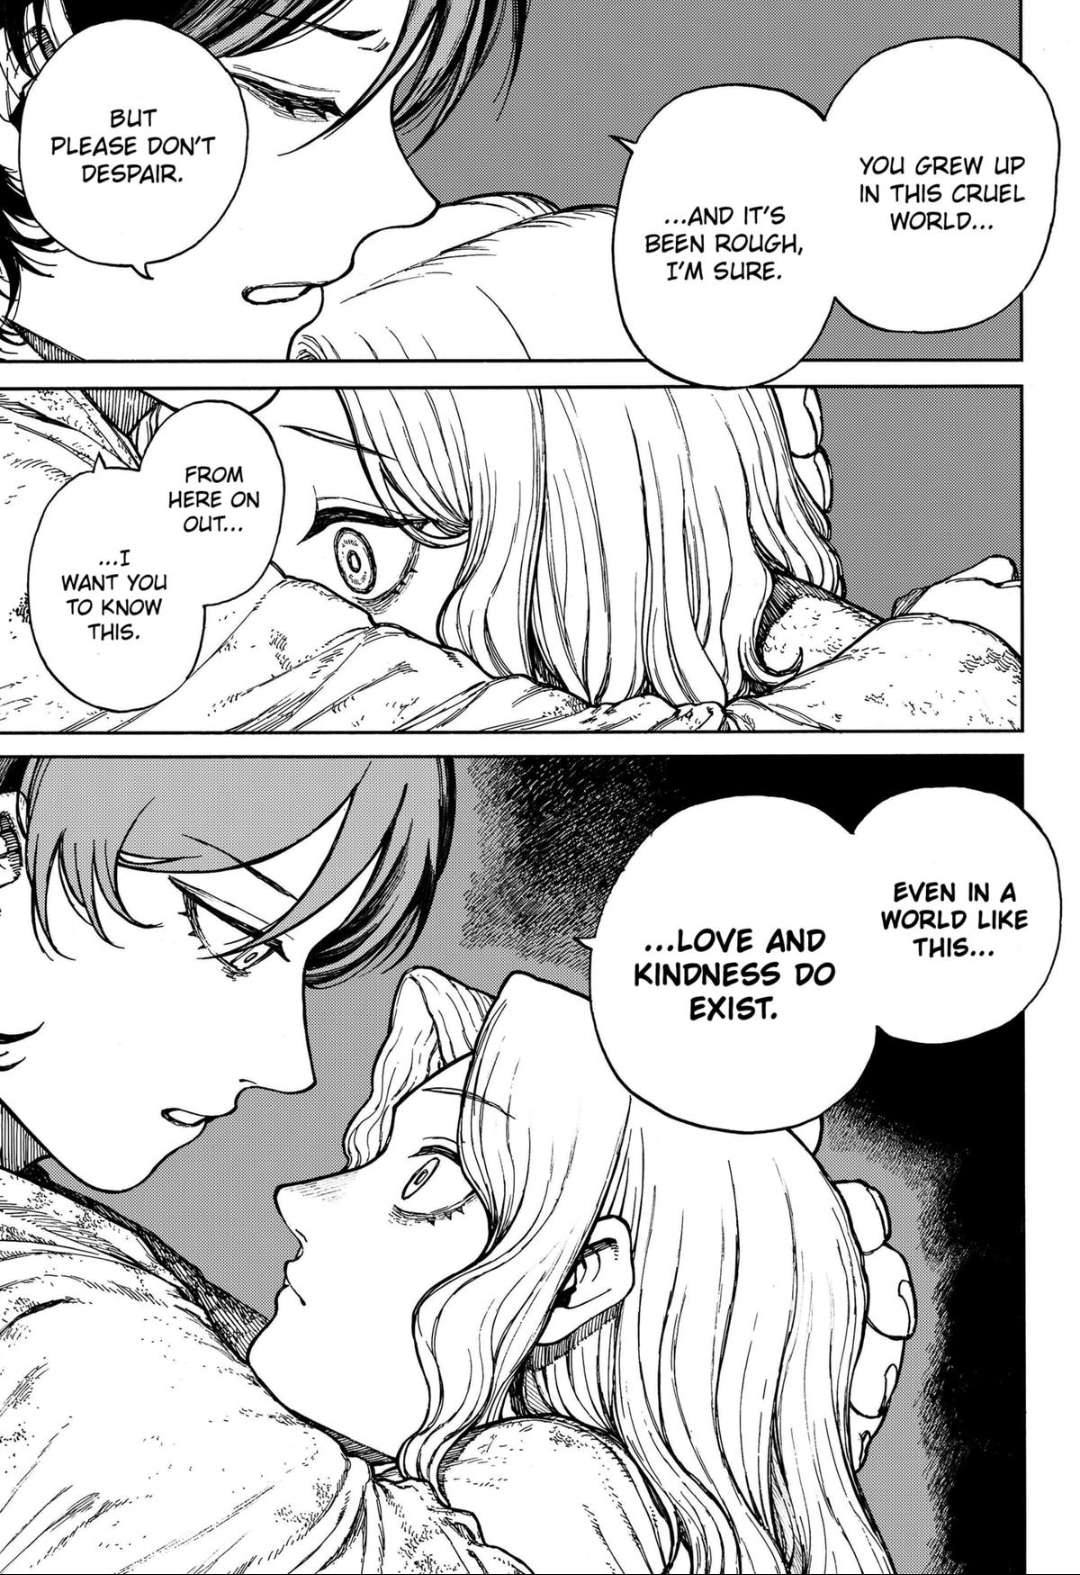 YOU GREW UP
IN THIS CRUEL
WORLD...
...AND IT'S
BEEN ROUGH,
I'M SURE.
BUT
PLEASE DON'T
DESPAIR.
FROM
HERE ON
OUT...
...I
WANT YOU
TO KNOW
THIS.
EVEN IN A
WORLD LIKE
THIS...
...LOVE AND
KINDNESS DO
EXIST.